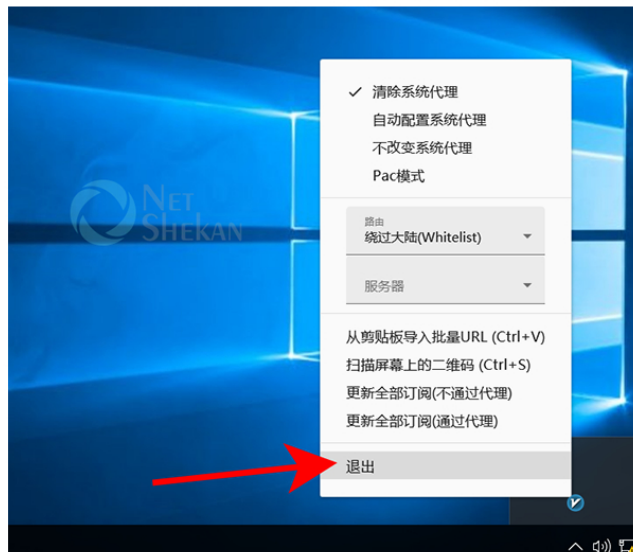 清除系统代理
自动配置系统代理
不改变系统代理
Pac模式
NET
SHEKAN
路由
绕过大陆(Whitelist)
服务器
从剪贴板导入批量URL (Ctrl+V)
扫描屏幕上的二维码 (Ctrl+S)
更新全部订阅(不通过代理)
更新全部订阅(通过代理)
退出